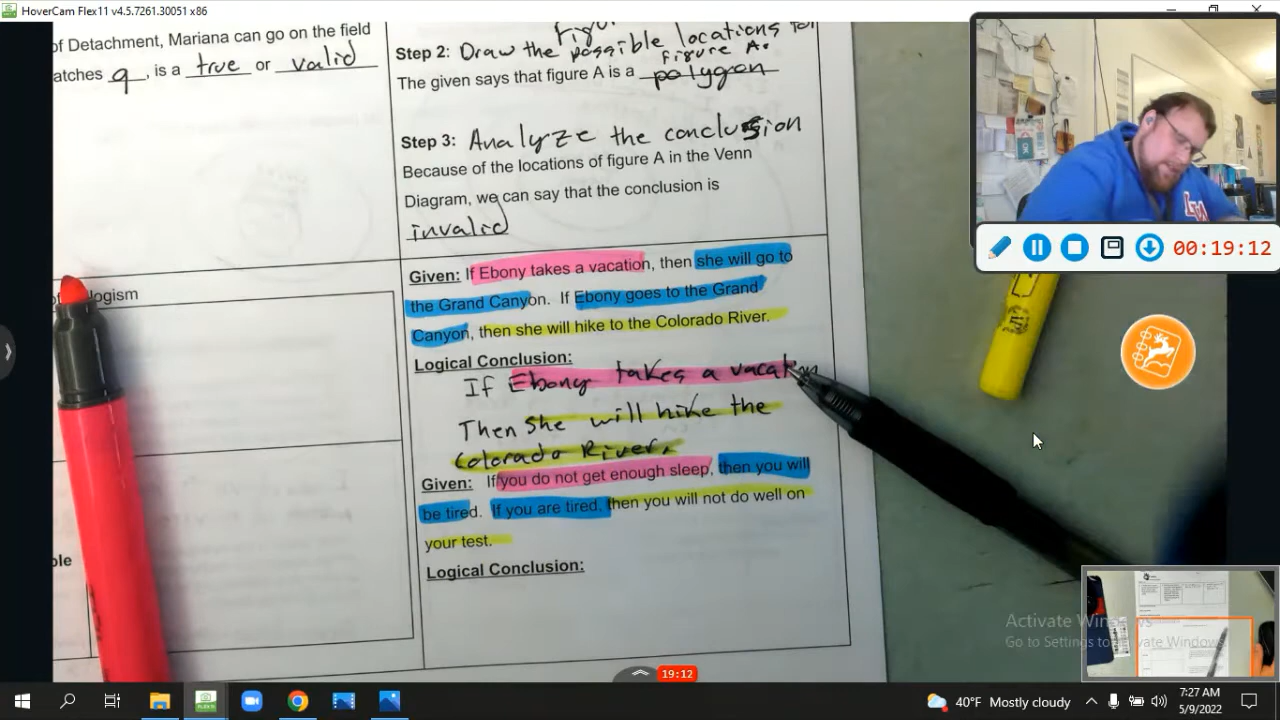 HoverCam Flex11 v4.5.7261.30051 x86
of Detachment, Mariana can go on the field
atches q, is a true or valid
Step 2: Draw the possible locations for
figure A.
The given says that figure A is a polygon
Step 3: Analyze the conclusion
Because of the locations of figure A in the Venn
Diagram, we can say that the conclusion is
invalid
logism
Given: If Ebony takes a vacation, then she will go to
the Grand Canyon. If Ebony goes to the Grand
Canyon, then she will hike to the Colorado River.
Logical Conclusion:
If Ebony takes a vacation
Then She will hike the
Colorado River.
Given: If you do not get enough sleep, then you will
be tired. If you are tired, then you will not do well on
your test.
Logical Conclusion:
00:19:12
19:12
Activate Windows
Go to Settings to activate Windows
40°F Mostly cloudy
7:27 AM
5/9/2022